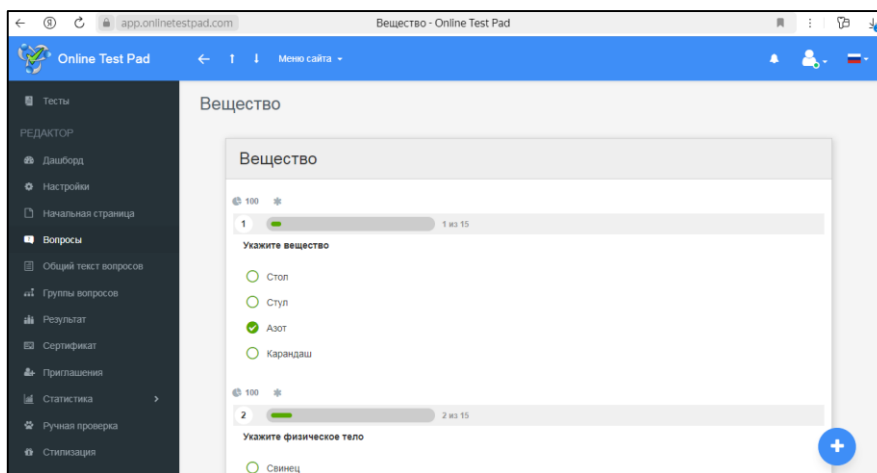 app.onlinetestpad.com
Вещество - Online Test Pad
Online Test Pad
Меню сайта
Тесты
РЕДАКТОР
Дашборд
Настройки
Начальная страница
Вопросы
Общий текст вопросов
Группы вопросов
Результат
Сертификат
Приглашения
Статистика
Ручная проверка
Стилизация
Вещество
Вещество
100
1
1 из 15
Укажите вещество
Стол
Стул
Азот
Карандаш
100
2
2 из 15
Укажите физическое тело
Свинец